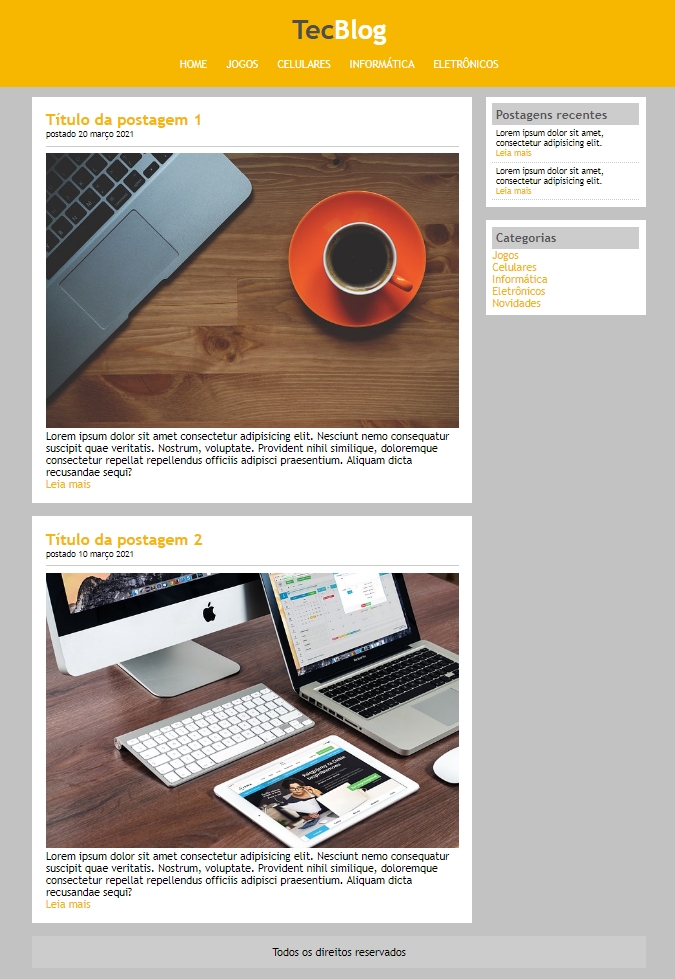 TecBlog
HOME JOGOS CELULARES INFORMÁTICA ELETRÔNICOS
Título da postagem 1
postado 20 março 2021
Lorem ipsum dolor sit amet consectetur adipisicing elit. Nesciunt nemo consequatur
suscipit quae veritatis. Nostrum, voluptate. Provident nihil similique, doloremque
consectetur repellat repellendus officiis adipisci praesentium. Aliquam dicta
recusandae sequi?
Leia mais
Título da postagem 2
postado 10 março 2021
Lorem ipsum dolor sit amet consectetur adipisicing elit. Nesciunt nemo consequatur
suscipit quae veritatis. Nostrum, voluptate. Provident nihil similique, doloremque
consectetur repellat repellendus officiis adipisci praesentium. Aliquam dicta
recusandae sequi?
Leia mais
Postagens recentes
Lorem ipsum dolor sit amet,
consectetur adipisicing elit.
Leia mais
Lorem ipsum dolor sit amet,
consectetur adipisicing elit.
Leia mais
Categorias
Jogos
Celulares
Informática
Eletrônicos
Novidades
Todos os direitos reservados